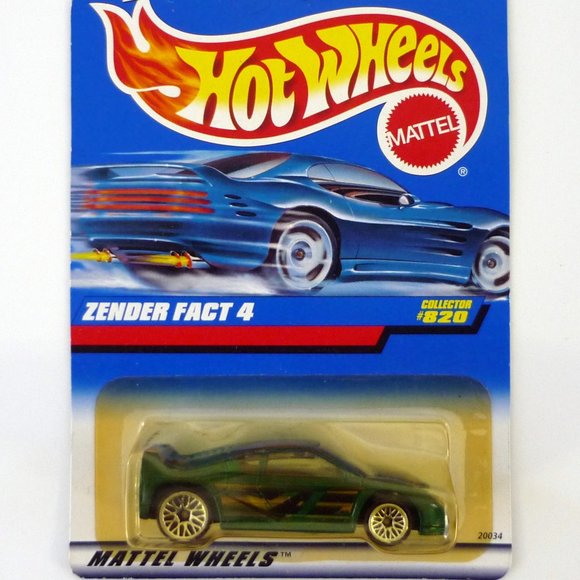 HOT WHEELS
MATTEL
®
ZENDER FACT 4
COLLECTOR
#820
20034
MATTEL WHEELS™